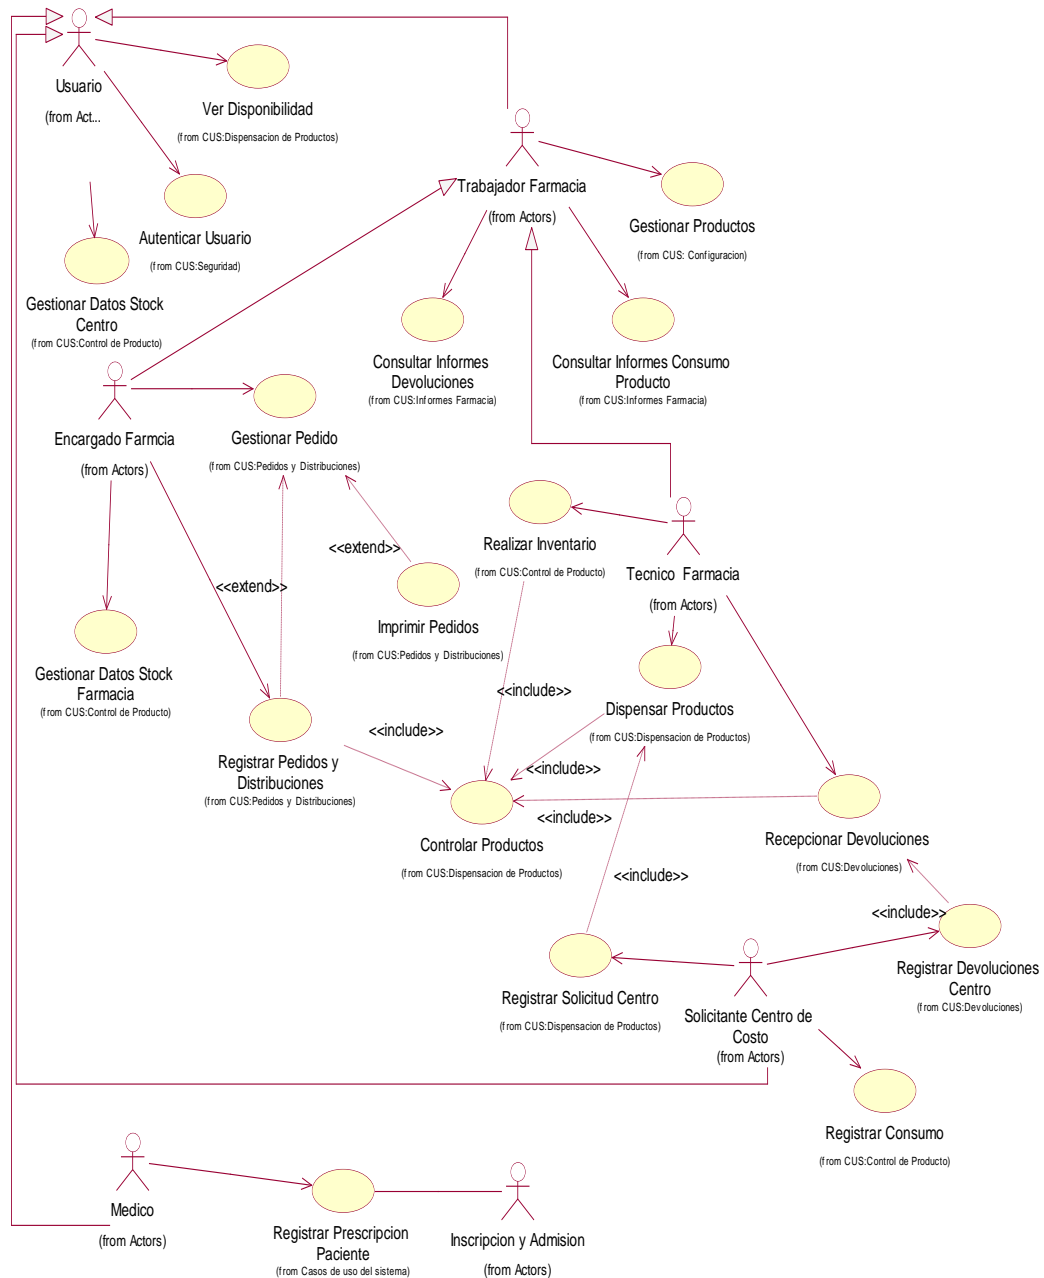 Usuario
(from Act...
Ver Disponibilidad
(from CUS:Dispensacion de Productos)
Trabajador Farmacia
(from Actors)
Gestionar Productos
(from CUS: Configuracion)
Autenticar Usuario
(from CUS:Seguridad)
Gestionar Datos Stock
Centro
(from CUS:Control de Producto)
Consultar Informes
Devoluciones
(from CUS:Informes Farmacia)
Consultar Informes Consumo
Producto
(from CUS:Informes Farmacia)
Encargado Farmcia
(from Actors)
Gestionar Pedido
(from CUS:Pedidos y Distribuciones)
<<extend>>
<<extend>>
Realizar Inventario
(from CUS:Control de Producto)
Tecnico Farmacia
(from Actors)
Imprimir Pedidos
(from CUS:Pedidos y Distribuciones)
Gestionar Datos Stock
Farmacia
(from CUS:Control de Producto)
<<include>>
Dispensar Productos
(from CUS:Dispensacion de Productos)
<<include>>
Registrar Pedidos y
Distribuciones
(from CUS:Pedidos y Distribuciones)
<<include>>
<<include>>
Controlar Productos
(from CUS:Dispensacion de Productos)
Recepcionar Devoluciones
(from CUS:Devoluciones)
<<include>>
<<include>>
Registrar Devoluciones
Centro
(from CUS:Devoluciones)
Registrar Solicitud Centro
(from CUS:Dispensacion de Productos)
Solicitante Centro de
Costo
(from Actors)
Registrar Consumo
(from CUS:Control de Producto)
Medico
(from Actors)
Registrar Prescripcion
Paciente
(from Casos de uso del sistema)
Inscripcion y Admision
(from Actors)